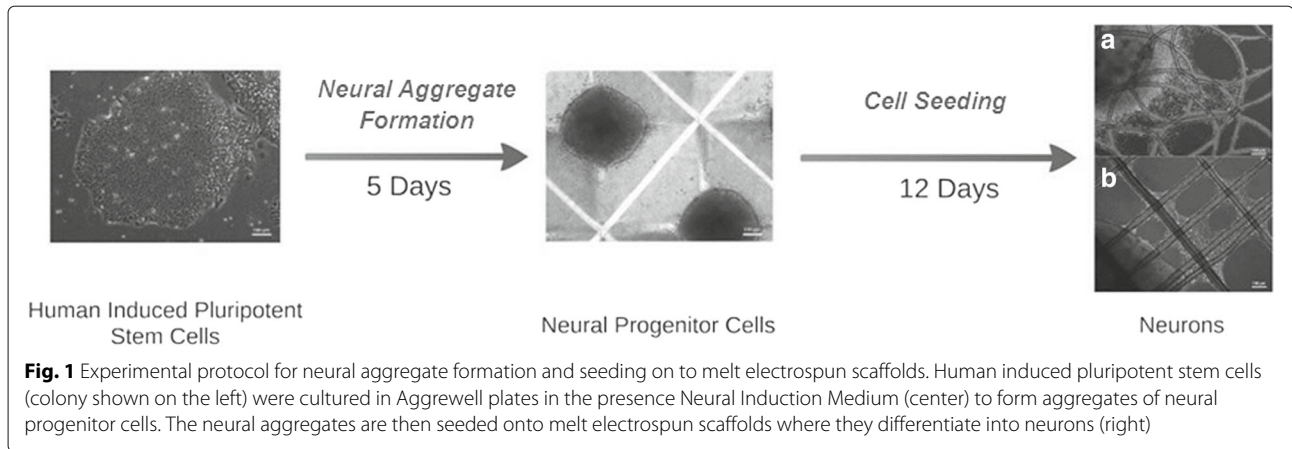 Neural Aggregate
Formation
5 Days
Cell Seeding
12 Days
a
b
Human Induced Pluripotent
Stem Cells
Neural Progenitor Cells
Neurons
Fig. 1 Experimental protocol for neural aggregate formation and seeding on to melt electrospun scaffolds. Human induced pluripotent stem cells
(colony shown on the left) were cultured in Aggrewell plates in the presence Neural Induction Medium (center) to form aggregates of neural
progenitor cells. The neural aggregates are then seeded onto melt electrospun scaffolds where they differentiate into neurons (right)